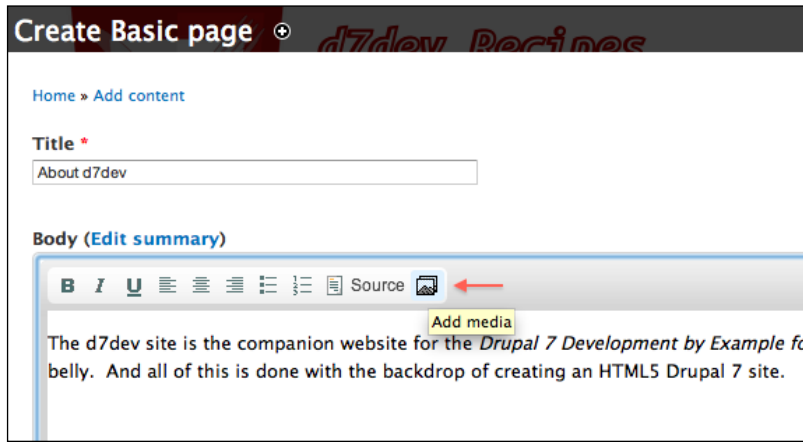 Create Basic page
d7dev Recipes
Home » Add content
Title *
About d7dev
Body (Edit summary)
B I U Source
Add media
The d7dev site is the companion website for the Drupal 7 Development by Example
belly. And all of this is done with the backdrop of creating an HTML5 Drupal 7 site.